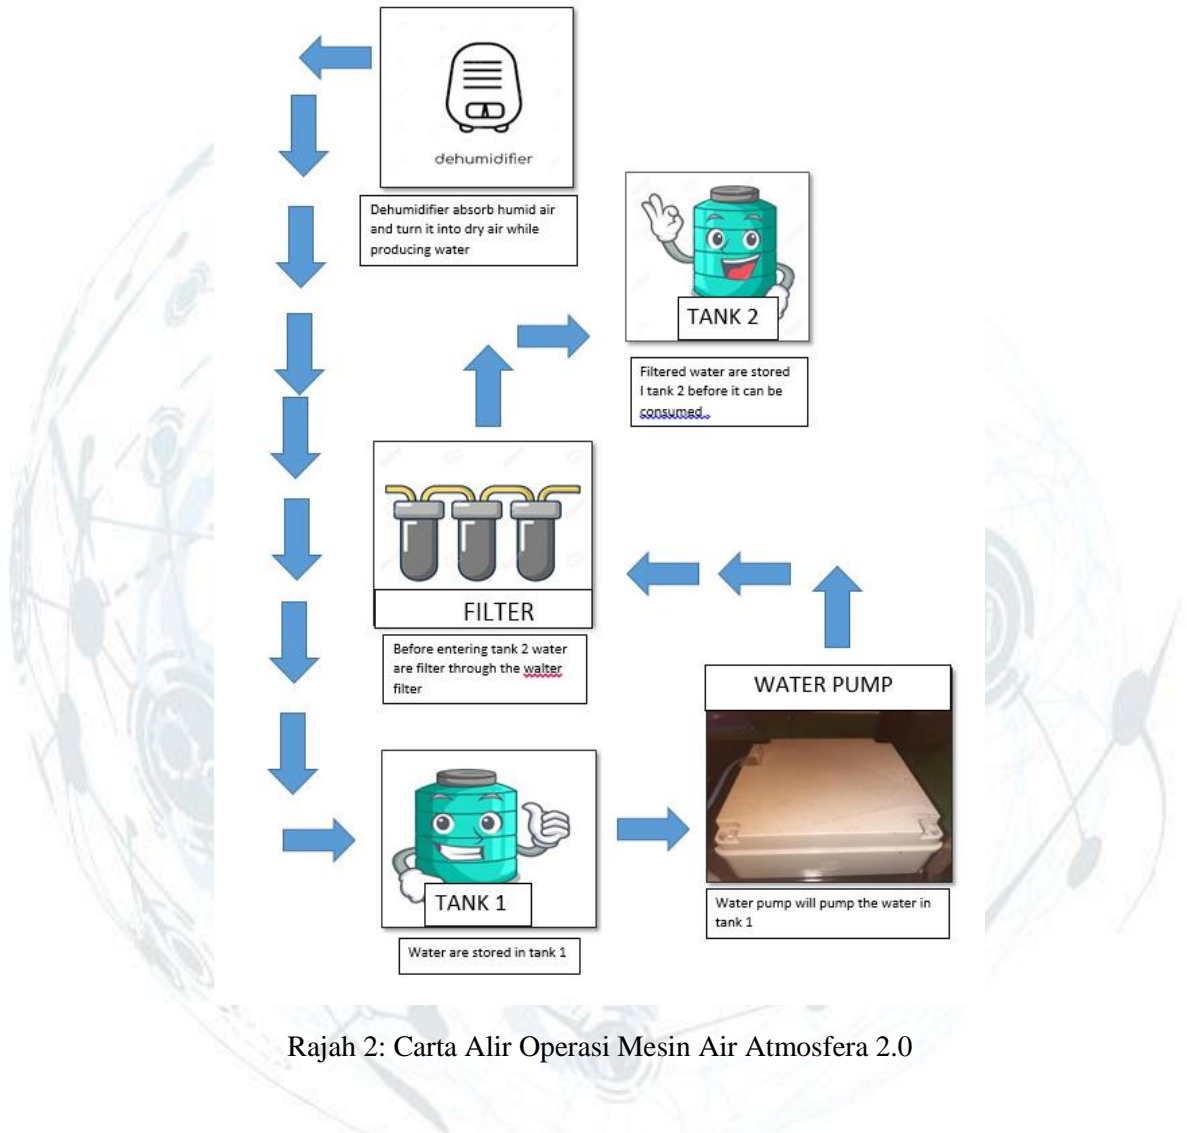 dehumidifier
Dehumidifier absorb humid air
and turn it into dry air while
producing water
TANK 2
Filtered water are stored
I tank 2 before it can be
consumed..
FILTER
Before entering tank 2 water
are filter through the walter
filter
WATER PUMP
Water pump will pump the water in
tank 1
TANK 1
Water are stored in tank 1
Rajah 2: Carta Alir Operasi Mesin Air Atmosfera 2.0